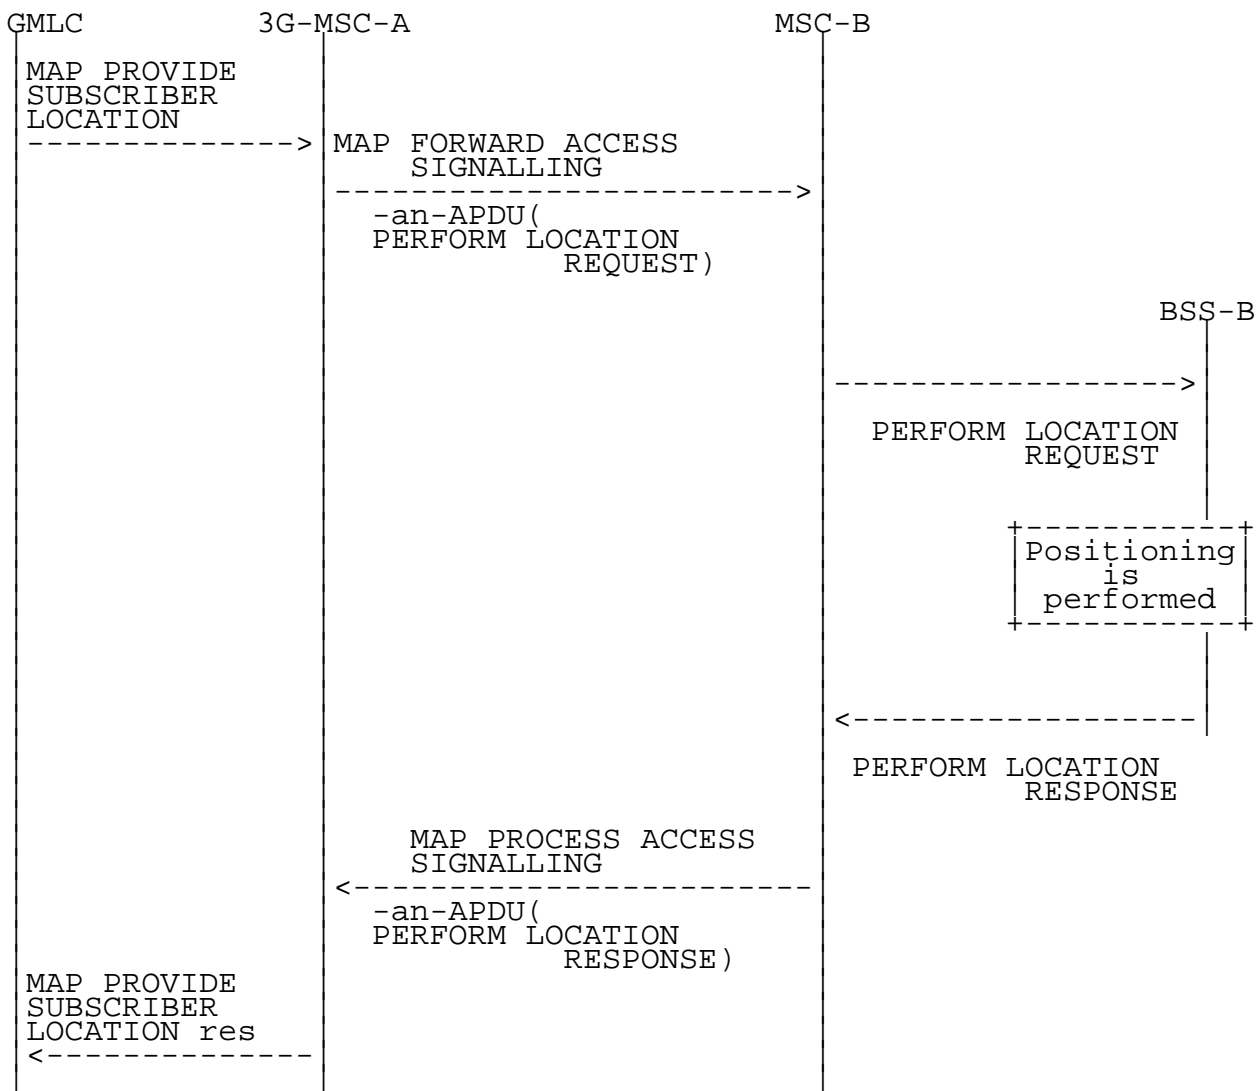 GMLC 3G-MSC-A MSC-B
MAP PROVIDE
SUBSCRIBER
LOCATION
MAP FORWARD ACCESS
SIGNALLING
-an-APDU(
PERFORM LOCATION
REQUEST)
BSS-B
PERFORM LOCATION
REQUEST
Positioning
is
performed
PERFORM LOCATION
RESPONSE
MAP PROCESS ACCESS
SIGNALLING
-an-APDU(
PERFORM LOCATION
RESPONSE)
MAP PROVIDE
SUBSCRIBER
LOCATION res